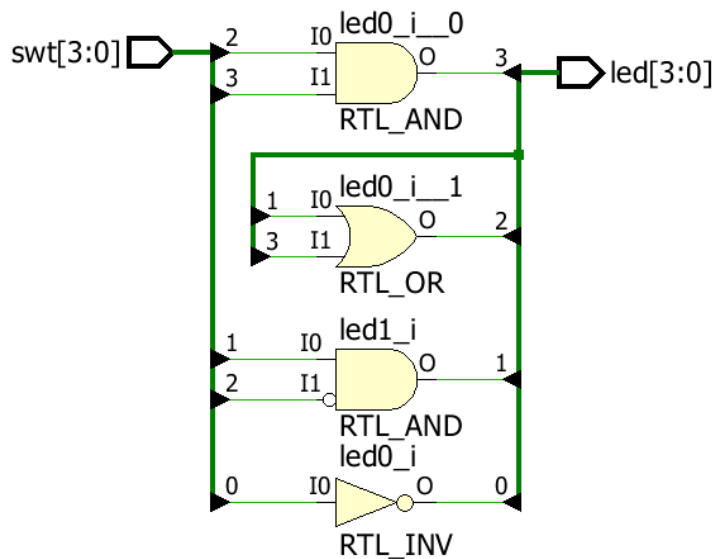 led0_i__0
swt[3:0] 2 I0 O 3 led[3:0]
3 I1
RTL_AND
led0_i__1
1 I0 O 2
3 I1
RTL_OR
led1_i
1 I0 O 1
2 I1
RTL_AND
led0_i
0 I0 O 0
RTL_INV